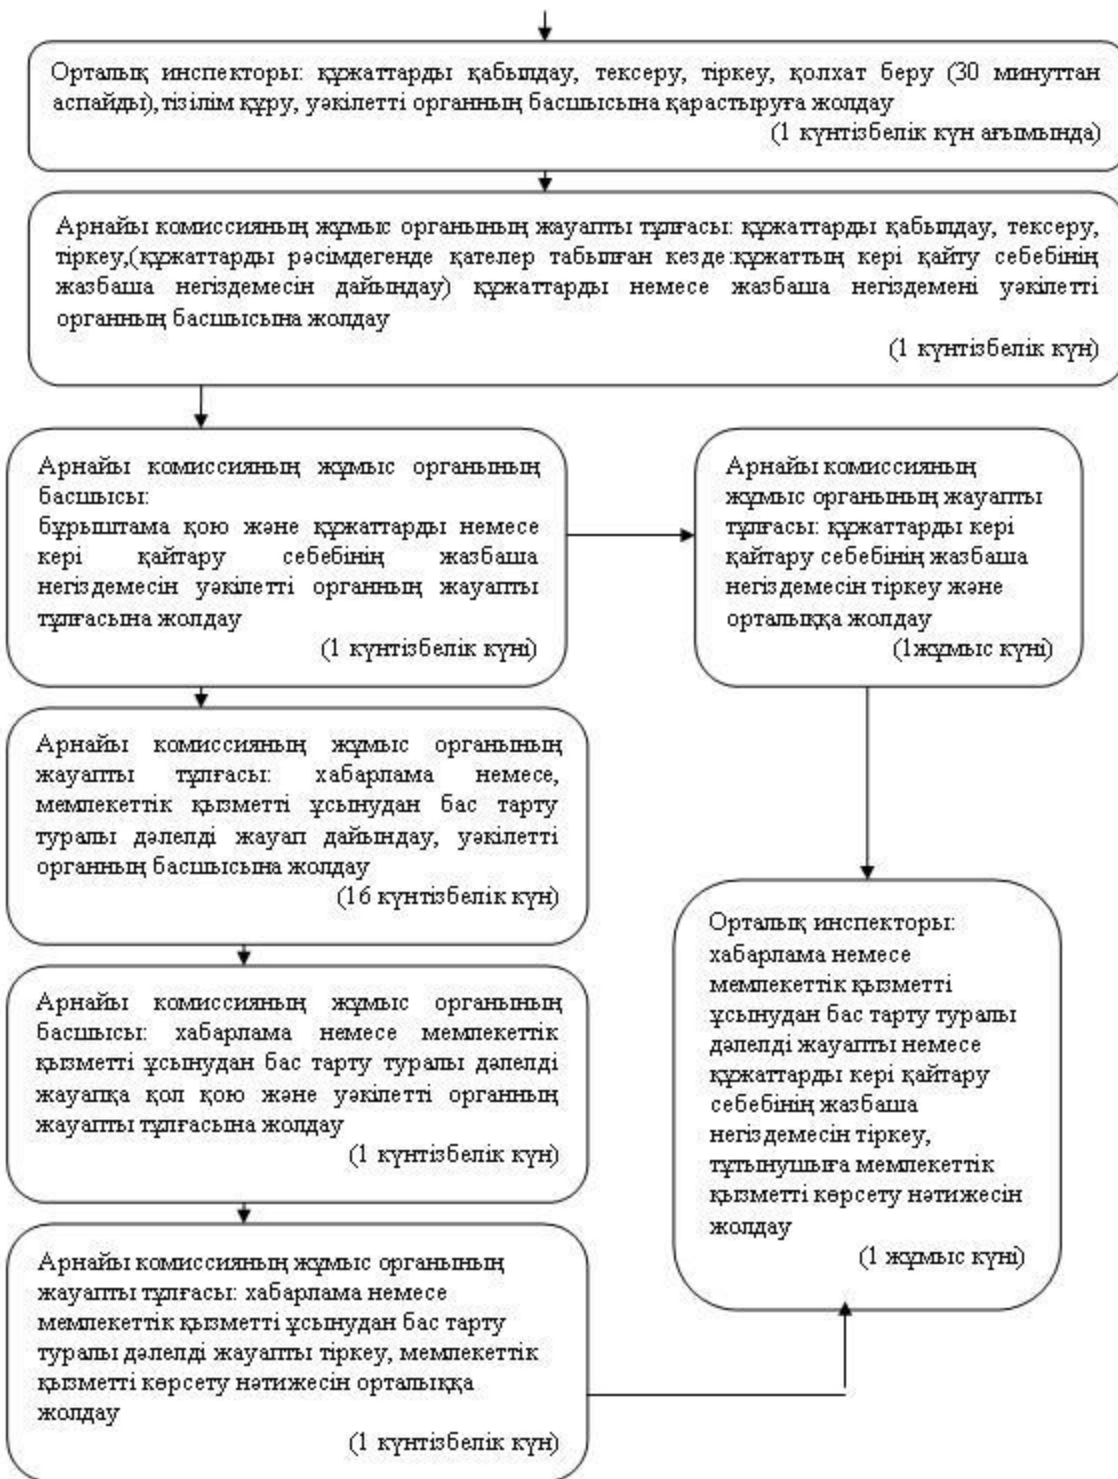 Орталық инспекторы: құжаттарды қабылдау, тексеру, тіркеу, қолхат беру (30 минуттан
аспайды),тізілім құру, уәкілетті органның басшысына қарастыруға жолдау
(1 күнтізбелік күн ағымында)
Арнайы комиссияның жұмыс органының жауапты тұлғасы: құжаттарды қабылдау, тексеру,
тіркеу,(құжаттарды рәсімдегенде қателер табылған кезде:құжаттың кері қайту себебінің
жазбаша негіздемесін дайындау) құжаттарды немесе жазбаша негіздемені уәкілетті
органның басшысына жолдау
(1 күнтізбелік күн)
Арнайы комиссияның жұмыс органының
басшысы:
бұрыштама қою және құжаттарды немесе
кері қайтару себебінің жазбаша
негіздемесін уәкілетті органның жауапты
тұлғасына жолдау
(1 күнтізбелік күні)
Арнайы комиссияның
жұмыс органының жауапты
тұлғасы: құжаттарды кері
қайтару себебінің жазбаша
негіздемесін тіркеу және
орталыққа жолдау
(1жұмыс күні)
Арнайы комиссияның жұмыс органының
жауапты тұлғасы: хабарлама немесе,
мемлекеттік қызметті ұсынудан бас тарту
туралы дәлелді жауап дайындау, уәкілетті
органның басшысына жолдау
(16 күнтізбелік күн)
Арнайы комиссияның жұмыс органының
басшысы: хабарлама немесе мемлекеттік
қызметті ұсынудан бас тарту туралы дәлелді
жауапқа қол қою және уәкілетті органның
жауапты тұлғасына жолдау
(1 күнтізбелік күн)
Арнайы комиссияның жұмыс органының
жауапты тұлғасы: хабарлама немесе
мемлекеттік қызметті ұсынудан бас тарту
туралы дәлелді жауапты тіркеу, мемлекеттік
қызметті көрсету нәтижесін орталыққа
жолдау
(1 күнтізбелік күн)
Орталық инспекторы:
хабарлама немесе
мемлекеттік қызметті
ұсынудан бас тарту туралы
дәлелді жауапты немесе
құжаттарды кері қайтару
себебінің жазбаша
негіздемесін тіркеу,
тұтынушыға мемлекеттік
қызметті көрсету нәтижесін
жолдау
(1 жұмыс күні)